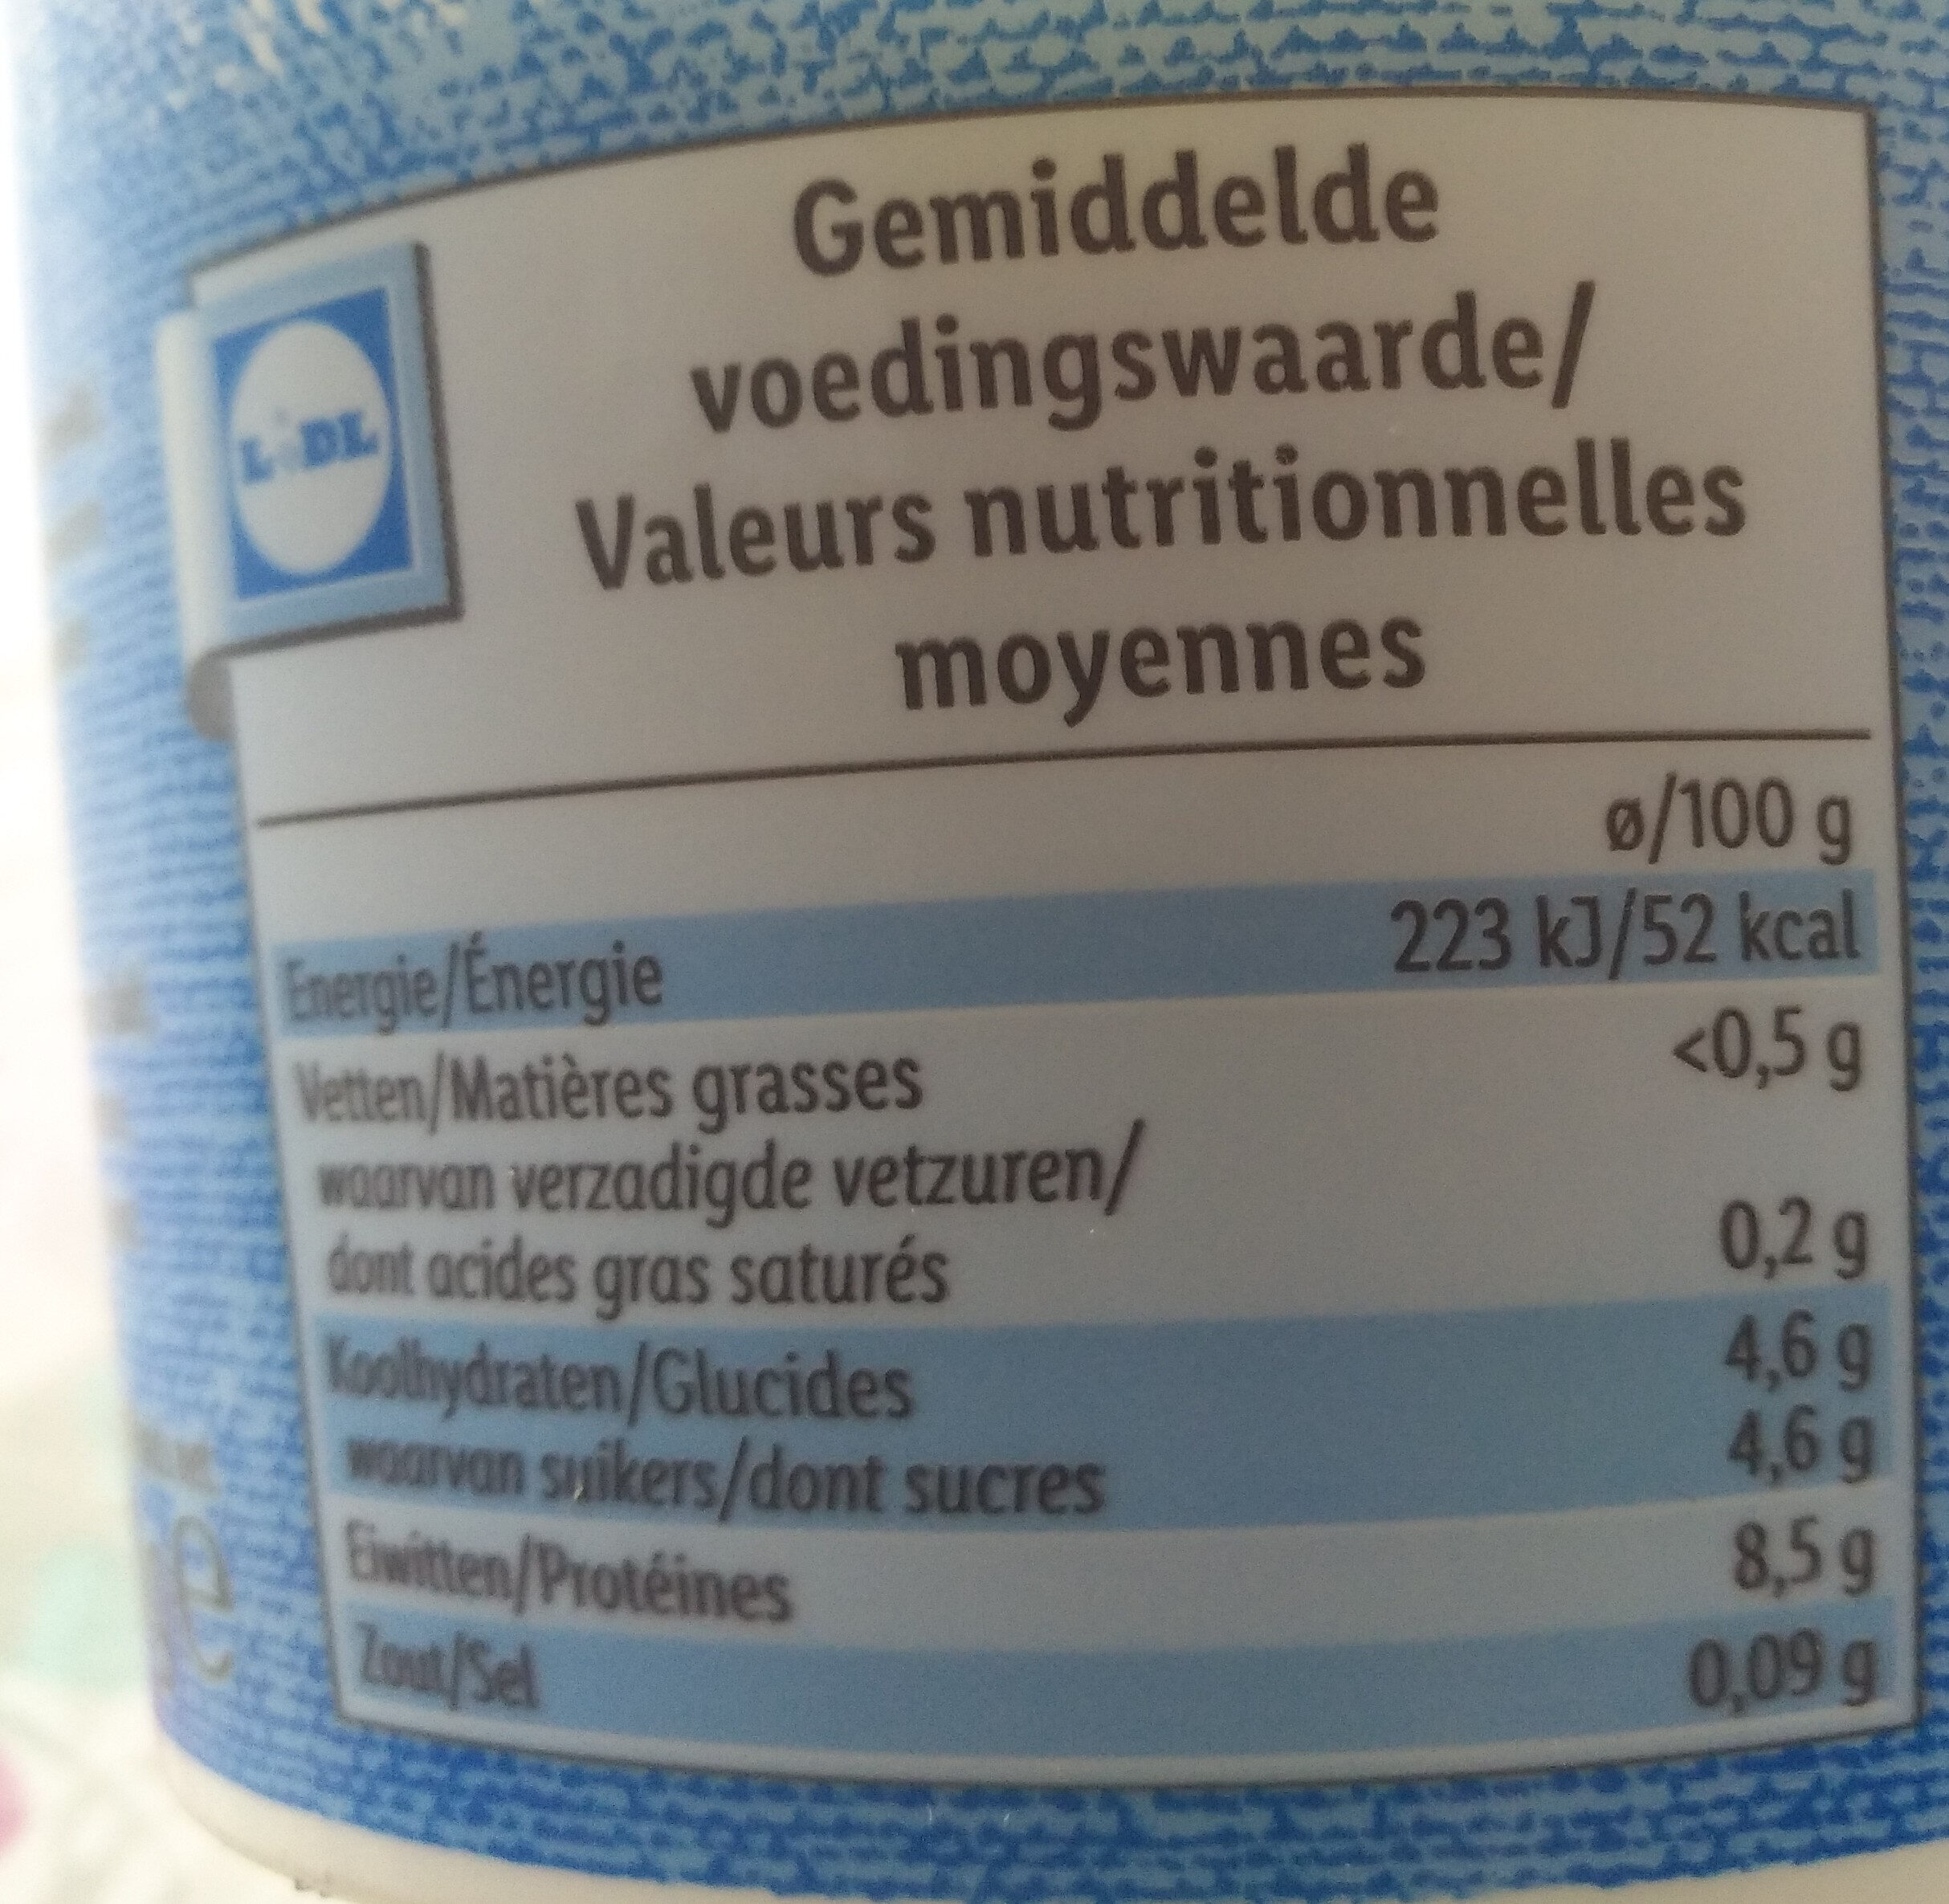 LIDL
Gemiddelde
voedingswaarde/
Valeurs nutritionnelles
moyennes
ø/100 g
Energie/Énergie 223 kJ/52 kcal
Vetten/Matières grasses <0,5 g
waarvan verzadigde vetzuren/
dont acides gras saturés 0,2 g
Koolhydraten/Glucides 4,6 g
waarvan suikers/dont sucres 4,6 g
Eiwitten/Protéines 8,5 g
Zout/Sel 0,09 g
e